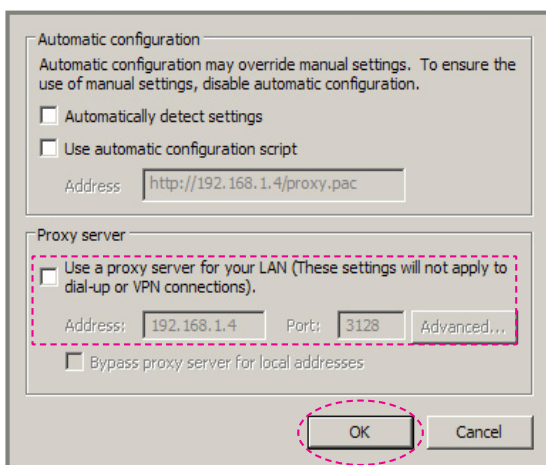 Automatic configuration
Automatic configuration may override manual settings. To ensure the
use of manual settings, disable automatic configuration.
Automatically detect settings
Use automatic configuration script
Address http://192.168.1.4/proxy.pac
Proxy server
Use a proxy server for your LAN (These settings will not apply to
dial-up or VPN connections).
Address: 192.168.1.4 Port: 3128 Advanced...
Bypass proxy server for local addresses
OK Cancel